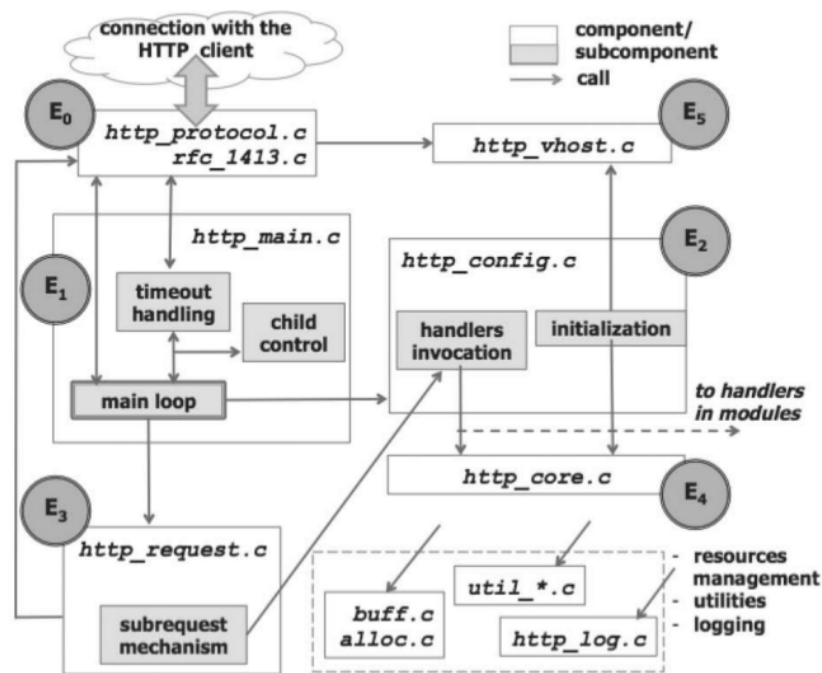 connection with the
HTTP client
component/
subcomponent
call
E0
http_protocol.c
rfc_1413.c
E5
http_vhost.c
http_main.c
E2
http_config.c
E1
timeout
handling
child
control
handlers
invocation
initialization
main loop
to handlers
in modules
http_core.c
E4
E3
http_request.c
subrequest
mechanism
buff.c
alloc.c
util_*.c
http_log.c
- resources
management
- utilities
- logging